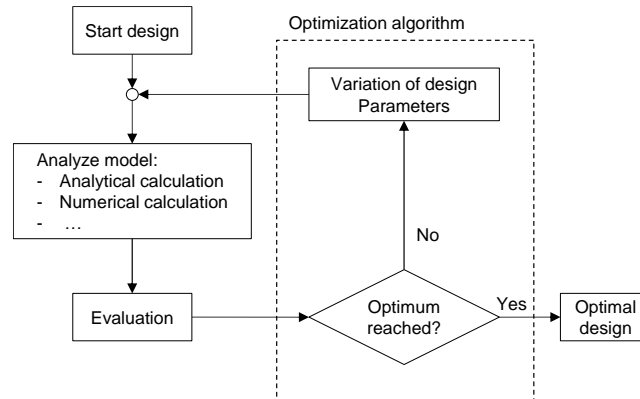 Optimization algorithm
Start design
Variation of design
Parameters
Analyze model:
- Analytical calculation
- Numerical calculation
- …
No
Evaluation
Optimum
reached?
Yes
Optimal
design